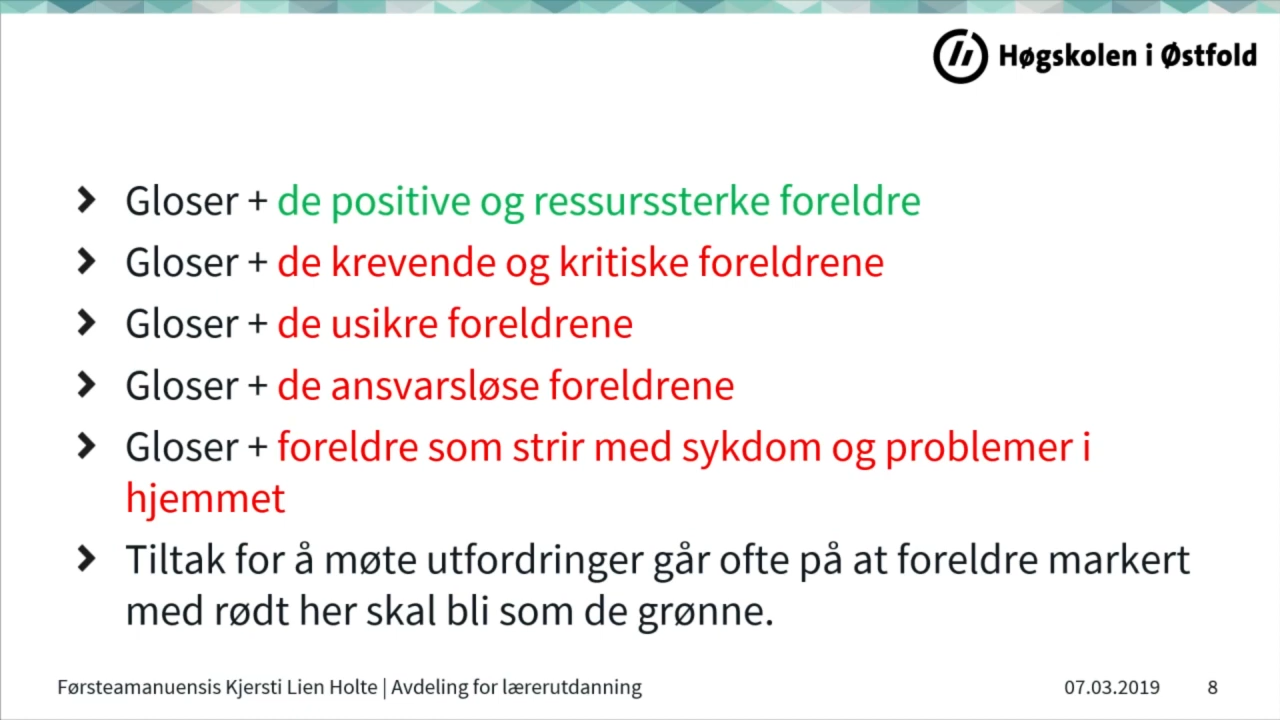 Høgskolen i Østfold
Gloser + de positive og ressurssterke foreldre
Gloser + de krevende og kritiske foreldrene
Gloser + de usikre foreldrene
Gloser + de ansvarsløse foreldrene
Gloser + foreldre som strir med sykdom og problemer i
hjemmet
Tiltak for å møte utfordringer går ofte på at foreldre markert
med rødt her skal bli som de grønne.
Førsteamanuensis Kjersti Lien Holte | Avdeling for lærerutdanning 07.03.2019 8